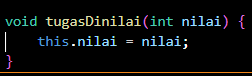 void tugasDinilai(int nilai) {
    this.nilai = nilai;
}